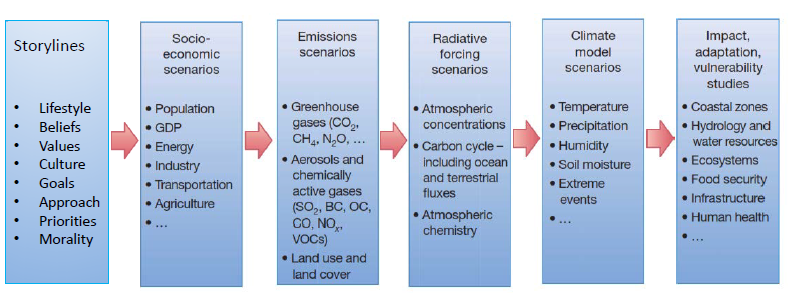 Storylines
• Lifestyle
• Beliefs
• Values
• Culture
• Goals
• Approach
• Priorities
• Morality
Socio-
economic
scenarios
• Population
• GDP
• Energy
• Industry
• Transportation
• Agriculture
• ...
Emissions
scenarios
• Greenhouse
gases (CO₂,
CH₄, N₂O, ...
• Aerosols and
chemically
active gases
(SO₂, BC, OC,
CO, NOₓ,
VOCs)
• Land use and
land cover
Radiative
forcing
scenarios
• Atmospheric
concentrations
• Carbon cycle –
including ocean
and terrestrial
fluxes
• Atmospheric
chemistry
Climate
model
scenarios
• Temperature
• Precipitation
• Humidity
• Soil moisture
• Extreme
events
• ...
Impact,
adaptation,
vulnerability
studies
• Coastal zones
• Hydrology and
water resources
• Ecosystems
• Food security
• Infrastructure
• Human health
• ...